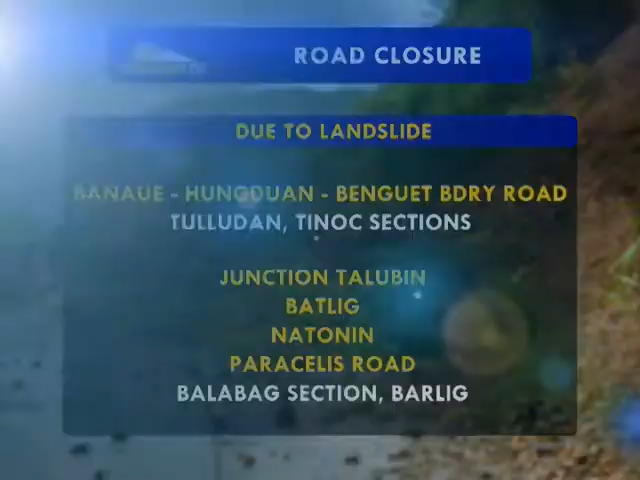 ROAD CLOSURE
DUE TO LANDSLIDE
BANAUE - HUNGDUAN - BENGUET BDRY ROAD
TULLUDAN, TINOC SECTIONS
JUNCTION TALUBIN
BATLIG
NATONIN
PARACELIS ROAD
BALABAG SECTION, BARLIG